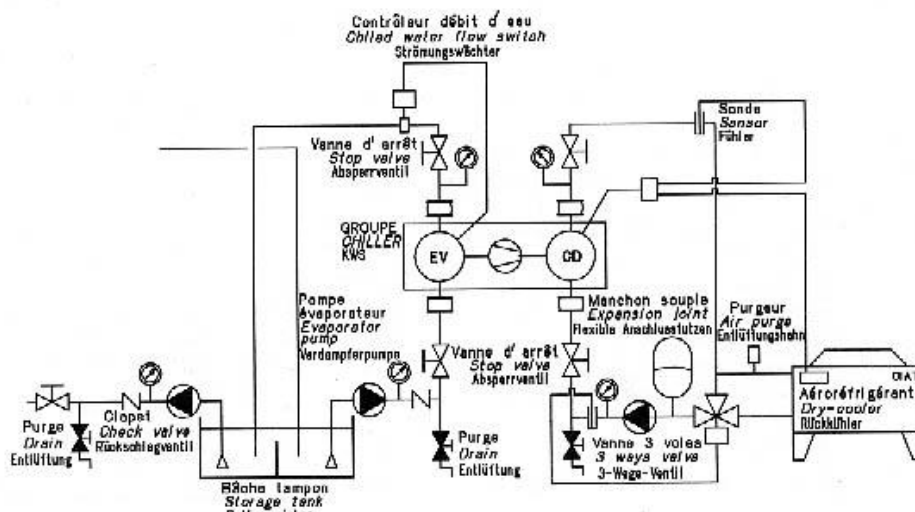 Contrôleur débit d'eau
Chiled water flow switch
Strömungswächter
Sonde
Sensor
Fühler
Vanne d'arrêt
Stop valve
Absperrventil
GROUPE
CHILLER
KWS
EV
CD
Pompe
évaporateur
Evaporator
pump
Verdampferpumpe
Manchon souple
Expansion joint
Flexible Anschlusstutzen
Purgeur
Air purge
Entlüftungshahn
Vanne d'arrêt
Stop valve
Absperrventil
CIAT
Aéroréfrigérant
Dry-cooler
Rückkühler
Purge
Drain
Entlüftung
Clapet
Check valve
Rückschlagventil
Purge
Drain
Entlüftung
Vanne 3 voies
3 ways valve
3-Wege-Ventil
Bâche tampon
Storage tank